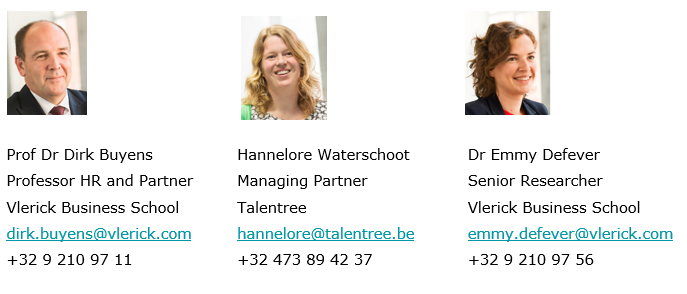 Prof Dr Dirk Buyens
Professor HR and Partner
Vlerick Business School
dirk.buyens@vlerick.com
+32 9 210 97 11
Hannelore Waterschoot
Managing Partner
Talentree
hannelore@talentree.be
+32 473 89 42 37
Dr Emmy Defever
Senior Researcher
Vlerick Business School
emmy.defever@vlerick.com
+32 9 210 97 56